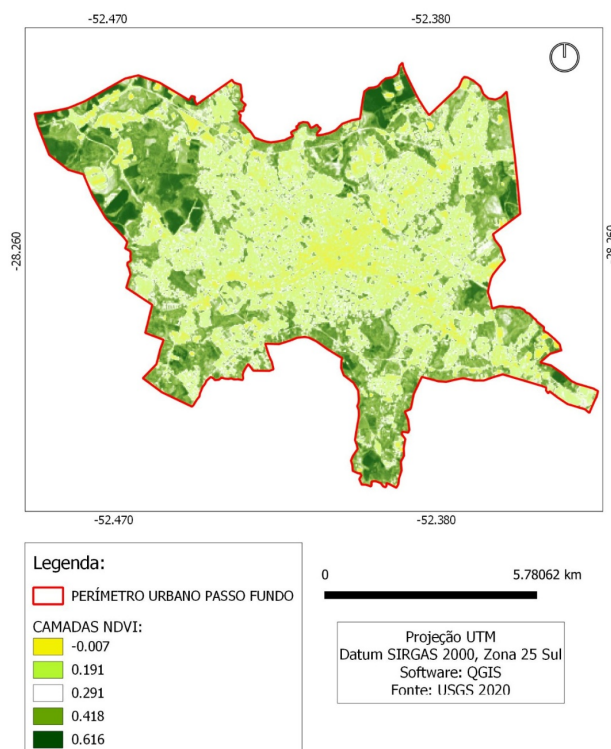 -52.470
-52.380
-28.260
-28.260
-52.470
-52.380
Legenda:
PERÍMETRO URBANO PASSO FUNDO
CAMADAS NDVI:
-0.007
0.191
0.291
0.418
0.616
0
5.78062 km
Projeção UTM
Datum SIRGAS 2000, Zona 25 Sul
Software: QGIS
Fonte: USGS 2020